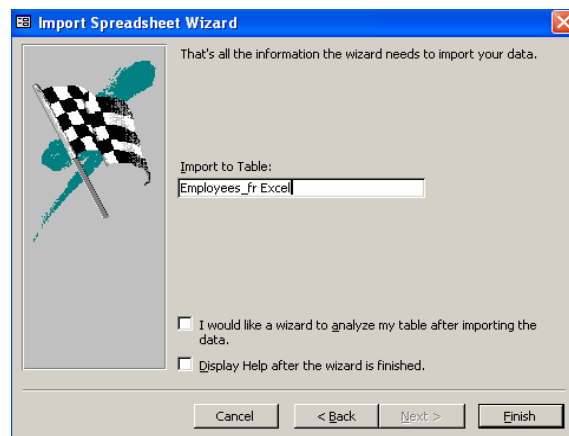 Import Spreadsheet Wizard
That's all the information the wizard needs to import your data.
Import to Table:
Employees_fr Excel
I would like a wizard to analyze my table after importing the
data.
Display Help after the wizard is finished.
Cancel
< Back
Next >
Finish